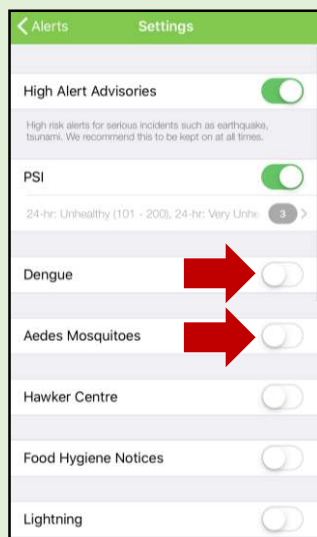 Alerts Settings
High Alert Advisories
High risk alerts for serious incidents such as earthquake,
tsunami. We recommend this to be kept on at all times.
PSI
24-hr: Unhealthy (101 - 200), 24-hr: Very Unhe 3
Dengue
Aedes Mosquitoes
Hawker Centre
Food Hygiene Notices
Lightning